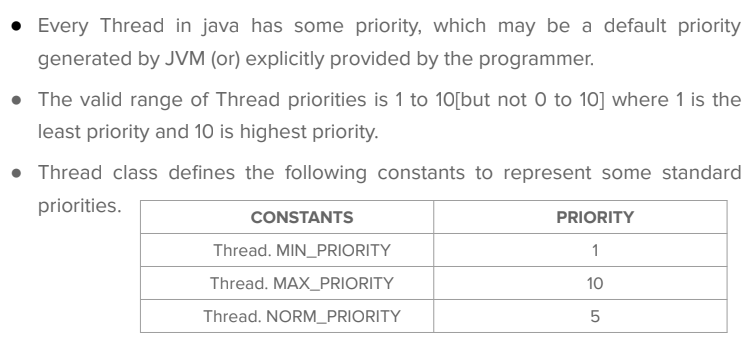 ● Every Thread in java has some priority, which may be a default priority
generated by JVM (or) explicitly provided by the programmer.
● The valid range of Thread priorities is 1 to 10[but not 0 to 10] where 1 is the
least priority and 10 is highest priority.
● Thread class defines the following constants to represent some standard
priorities.
CONSTANTS PRIORITY
Thread. MIN_PRIORITY 1
Thread. MAX_PRIORITY 10
Thread. NORM_PRIORITY 5